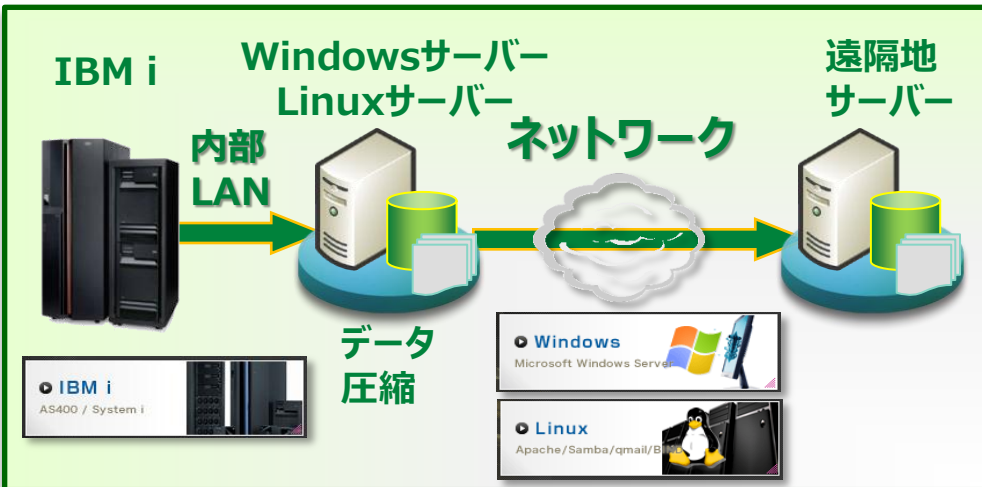 IBM i
Windowsサーバー
Linuxサーバー
遠隔地
サーバー
内部
LAN
ネットワーク
データ
圧縮
IBM i
AS400 / System i
Windows
Microsoft Windows Server
Linux
Apache/Samba/qmail/BIND